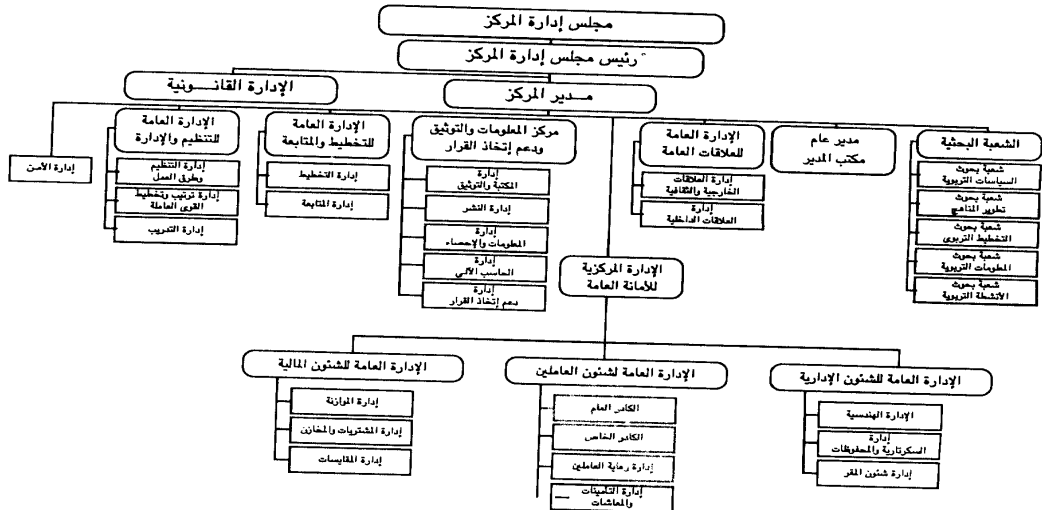 مجلس إدارة المركز
رئيس مجلس إدارة المركز
الإدارة القانـــونية
مـــدير المركز
الشعبة البحثية
شعبة بحوث
السياسات التربوية
شعبة بحوث
تطوير المناهج
شعبة بحوث
التخطيط التربوى
شعبة بحوث
المعلومات التربوية
شعبة بحوث
الأنشطة التربوية
مدير عام
مكتب المدير
الإدارة العامة
للعلاقات العامة
إدارة العلاقات
الخارجية والثقافية
إدارة
العلاقات الداخلية
مركز المعلومات والتوثيق
ودعم إتخاذ القرار
إدارة
المكتبة والتوثيق
إدارة النشر
إدارة
المعلومات والإحصاء
إدارة
الحاسب الآلى
إدارة
دعم إتخاذ القرار
الإدارة العامة
للتخطيط والمتابعة
إدارة التخطيط
إدارة المتابعة
الإدارة العامة
للتنظيم والإدارة
إدارة التنظيم
وطرق العمل
إدارة ترتيب وتخطيط
القوى العاملة
إدارة التدريب
إدارة الأمن
الإدارة المركزية
للأمانة العامة
الإدارة العامة للشئون الإدارية
الإدارة الهندسية
إدارة
السكرتارية والمحفوظات
إدارة شئون المقر
الإدارة العامة لشئون العاملين
الكادر العام
الكادر الخاص
إدارة رعاية العاملين
إدارة التأمينات
والمعاشات
الإدارة العامة للشئون المالية
إدارة الموازنة
إدارة المشتريات والمخازن
إدارة المقايسات